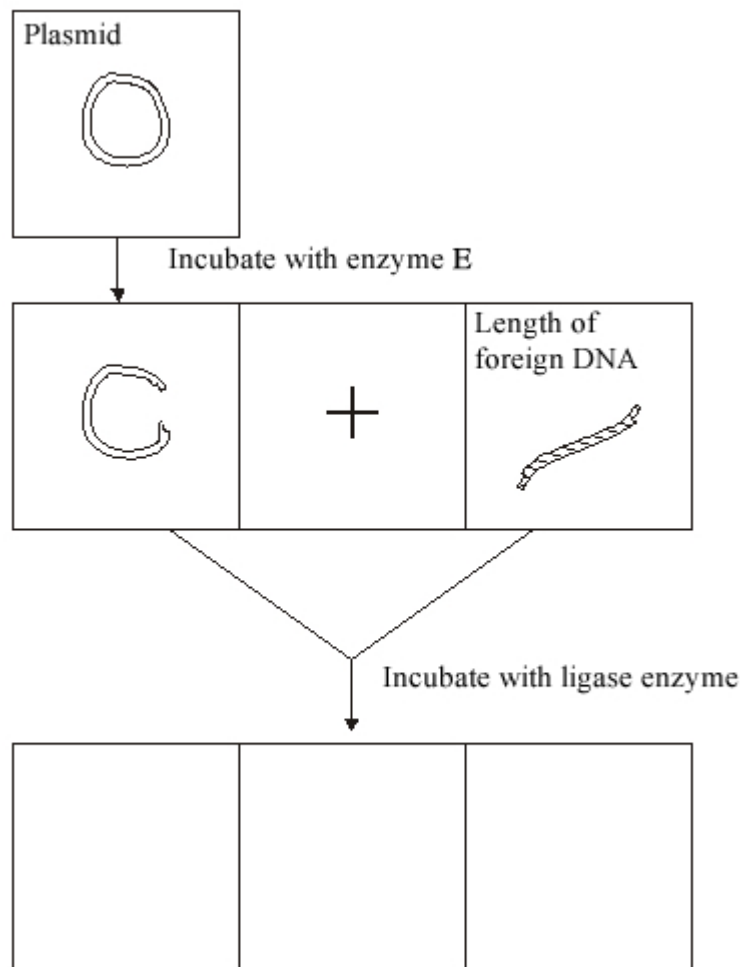 Plasmid
Incubate with enzyme E
Length of
foreign DNA
Incubate with ligase enzyme